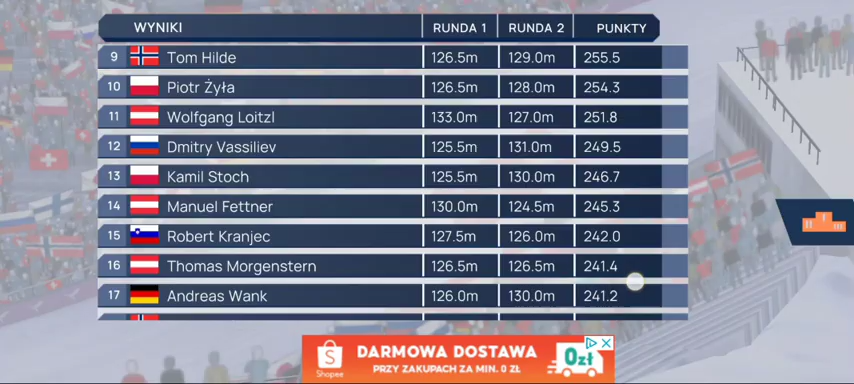 WYNIKI RUNDA 1 RUNDA 2 PUNKTY
9 Tom Hilde 126.5m 129.0m 255.5
10 Piotr Żyła 126.5m 128.0m 254.3
11 Wolfgang Loitzl 133.0m 127.0m 251.8
12 Dmitry Vassiliev 125.5m 131.0m 249.5
13 Kamil Stoch 125.5m 130.0m 246.7
14 Manuel Fettner 130.0m 124.5m 245.3
15 Robert Kranjec 127.5m 126.0m 242.0
16 Thomas Morgenstern 126.5m 126.5m 241.4
17 Andreas Wank 126.0m 130.0m 241.2
S
Shopee
DARMOWA DOSTAWA
PRZY ZAKUPACH ZA MIN. 0 ZŁ
0zł